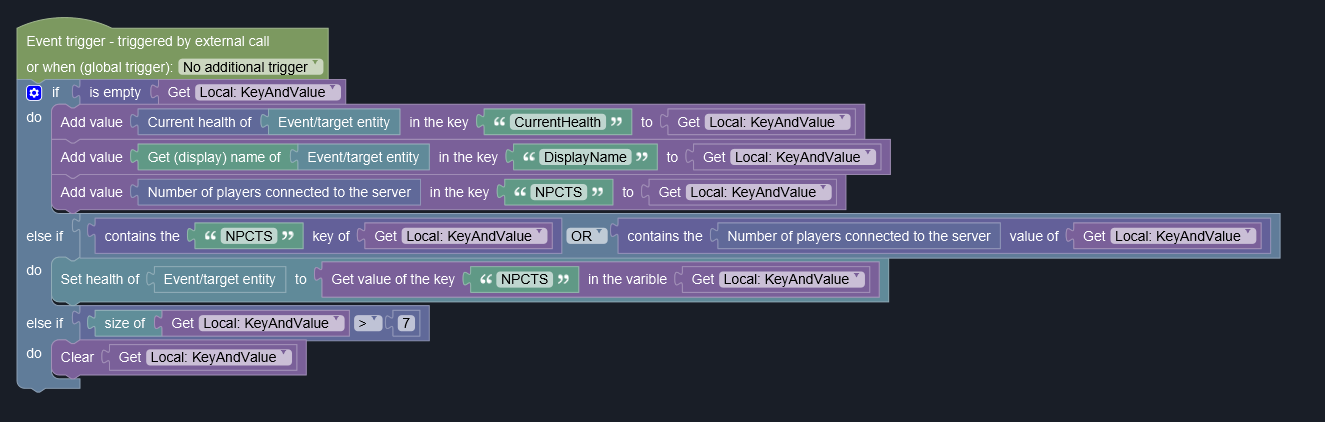 Event trigger - triggered by external call
or when (global trigger): No additional trigger
if is empty Get Local: KeyAndValue
do Add value Current health of Event/target entity in the key “ CurrentHealth ” to Get Local: KeyAndValue
Add value Get (display) name of Event/target entity in the key “ DisplayName ” to Get Local: KeyAndValue
Add value Number of players connected to the server in the key “ NPCTS ” to Get Local: KeyAndValue
else if contains the “ NPCTS ” key of Get Local: KeyAndValue OR contains the Number of players connected to the server value of Get Local: KeyAndValue
do Set health of Event/target entity to Get value of the key “ NPCTS ” in the varible Get Local: KeyAndValue
else if size of Get Local: KeyAndValue > 7
do Clear Get Local: KeyAndValue